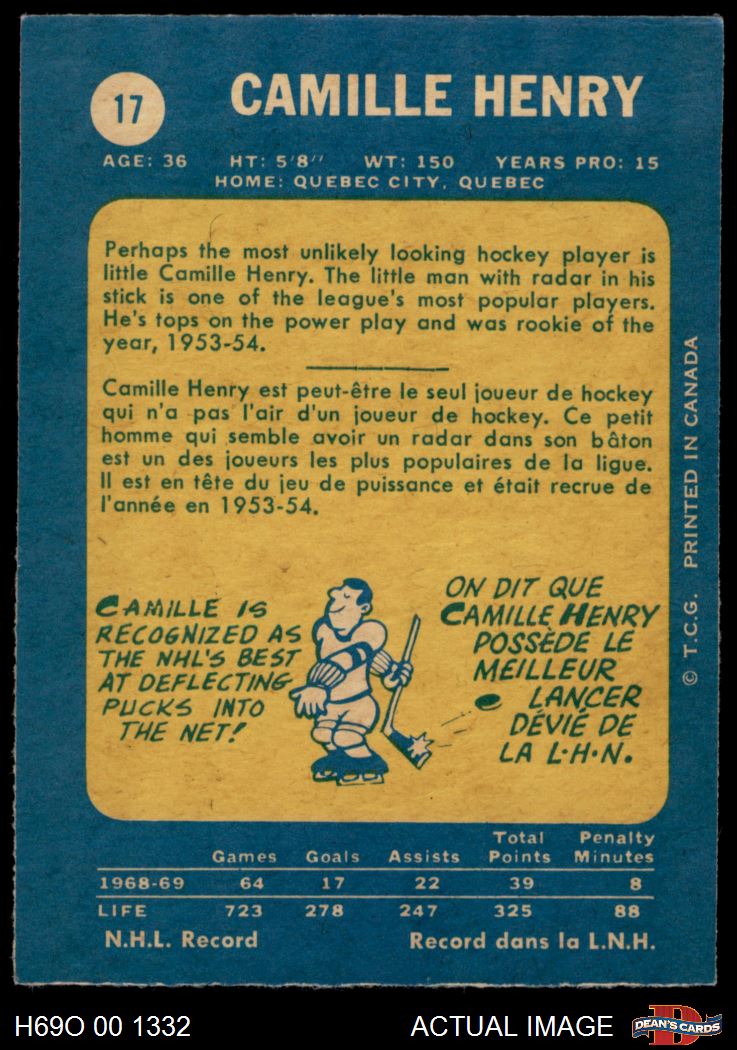 17
CAMILLE HENRY
AGE: 36 HT: 5'8'' WT: 150 YEARS PRO: 15
HOME: QUEBEC CITY, QUEBEC
Perhaps the most unlikely looking hockey player is
little Camille Henry. The little man with radar in his
stick is one of the league's most popular players.
He's tops on the power play and was rookie of the
year, 1953-54.
Camille Henry est peut-être le seul joueur de hockey
qui n'a pas l'air d'un joueur de hockey. Ce petit
homme qui semble avoir un radar dans son bâton
est un des joueurs les plus populaires de la ligue.
Il est en tête du jeu de puissance et était recrue de
l'année en 1953-54.
CAMILLE IS
RECOGNIZED AS
THE NHL'S BEST
AT DEFLECTING
PUCKS INTO
THE NET!
ON DIT QUE
CAMILLE HENRY
POSSÈDE LE
MEILLEUR
LANCER
DÉVIÉ DE
LA L·H·N.
© T.C.G. PRINTED IN CANADA
Games Goals Assists Total Points Penalty Minutes
1968-69 64 17 22 39 8
LIFE 723 278 247 325 88
N.H.L. Record Record dans la L.N.H.
H69O 00 1332 ACTUAL IMAGE
D
DEAN'S CARDS